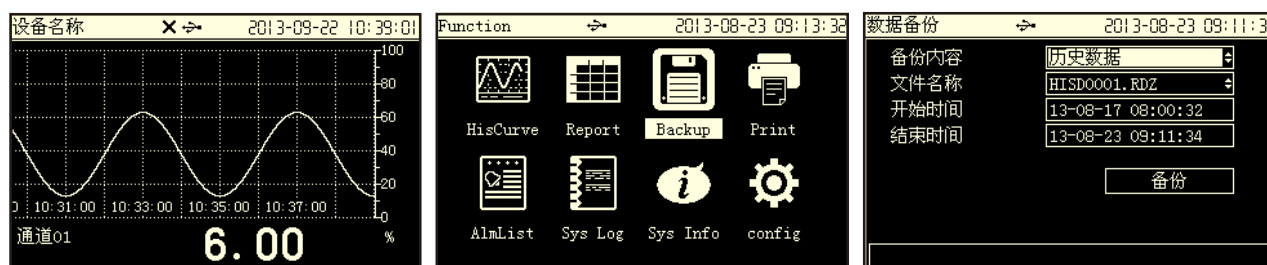 设备名称 2013-09-22 10:39:01
100
80
60
40
20
0
10:31:00 10:33:00 10:35:00 10:37:00
通道01 6.00 %
Function 2013-08-23 09:13:32
HisCurve Report Backup Print
AlmList Sys Log Sys Info config
数据备份 2013-08-23 09:11:3
备份内容 历史数据
文件名称 HISD0001.RDZ
开始时间 13-08-17 08:00:32
结束时间 13-08-23 09:11:34
备份